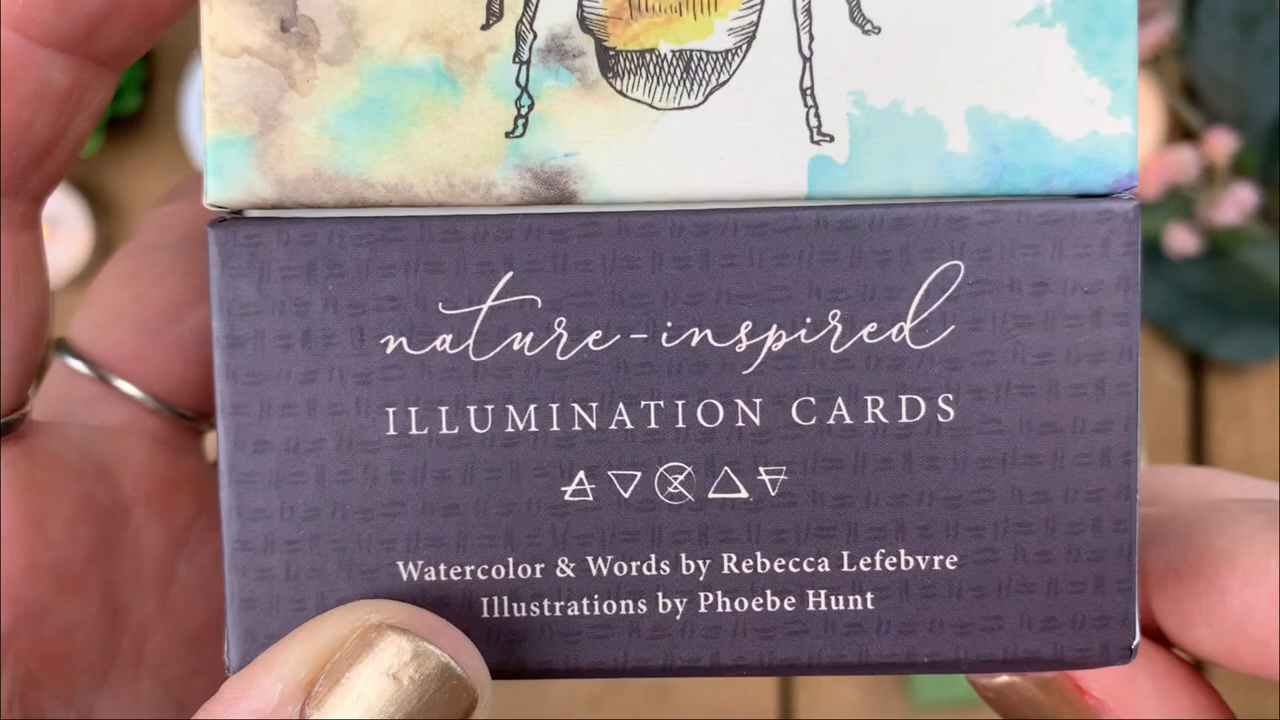 nature-inspired
ILLUMINATION CARDS
Watercolor & Words by Rebecca Lefebvre
Illustrations by Phoebe Hunt